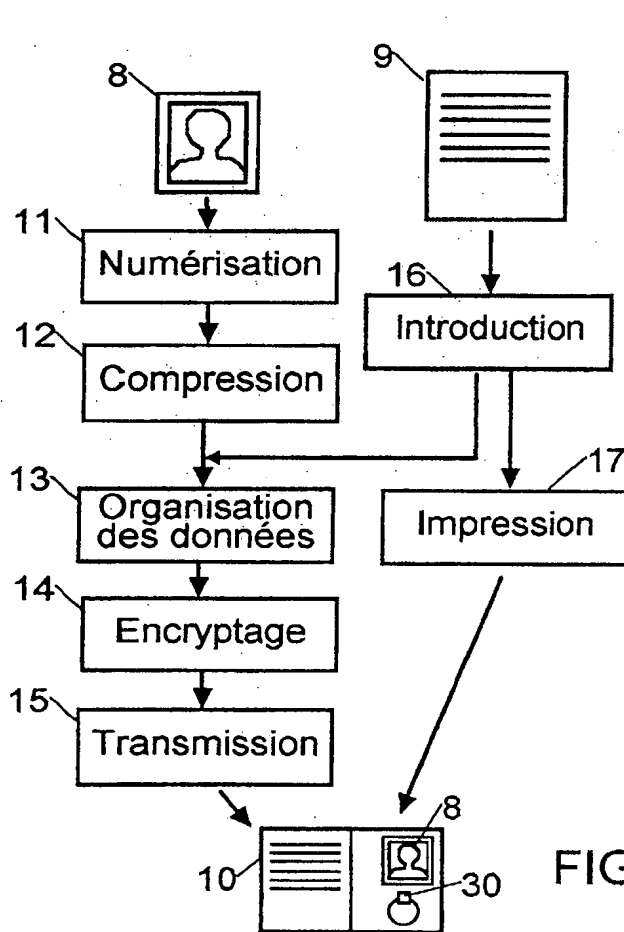 8
9
11
Numérisation
16
Introduction
12
Compression
13
Organisation
des données
17
Impression
14
Encryptage
15
Transmission
8
10
30
FIG